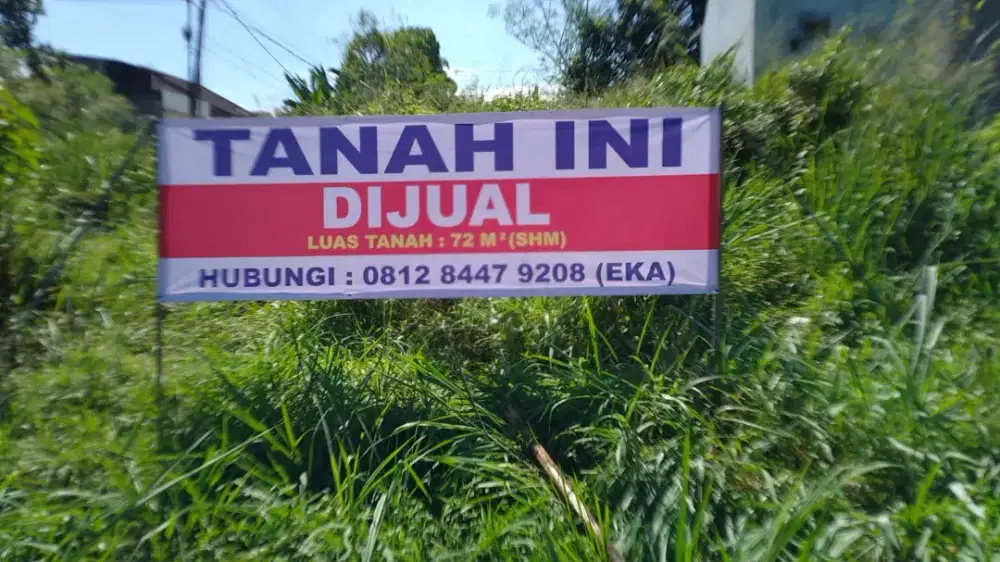 TANAH INI
DIJUAL
LUAS TANAH : 72 M² (SHM)
HUBUNGI : 0812 8447 9208 (EKA)